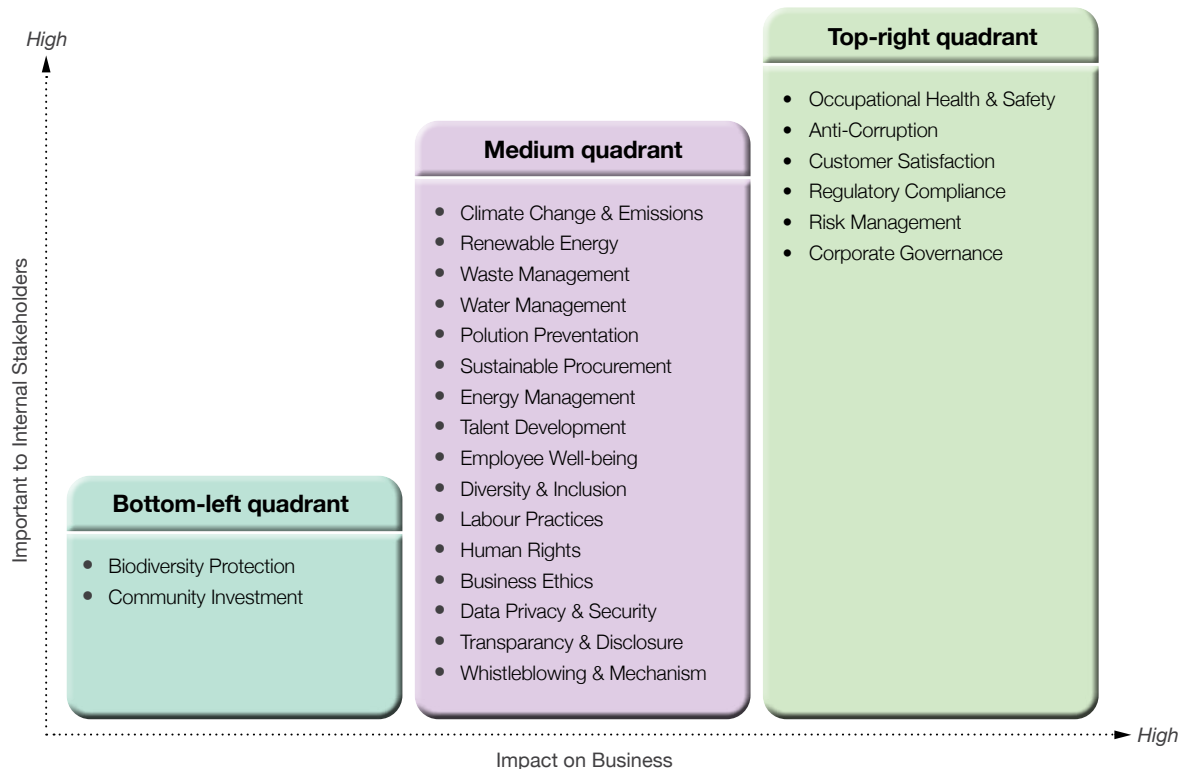 High
Important to Internal Stakeholders
Bottom-left quadrant
• Biodiversity Protection
• Community Investment
Medium quadrant
• Climate Change & Emissions
• Renewable Energy
• Waste Management
• Water Management
• Polution Preventation
• Sustainable Procurement
• Energy Management
• Talent Development
• Employee Well-being
• Diversity & Inclusion
• Labour Practices
• Human Rights
• Business Ethics
• Data Privacy & Security
• Transparancy & Disclosure
• Whistleblowing & Mechanism
Top-right quadrant
• Occupational Health & Safety
• Anti-Corruption
• Customer Satisfaction
• Regulatory Compliance
• Risk Management
• Corporate Governance
High
Impact on Business